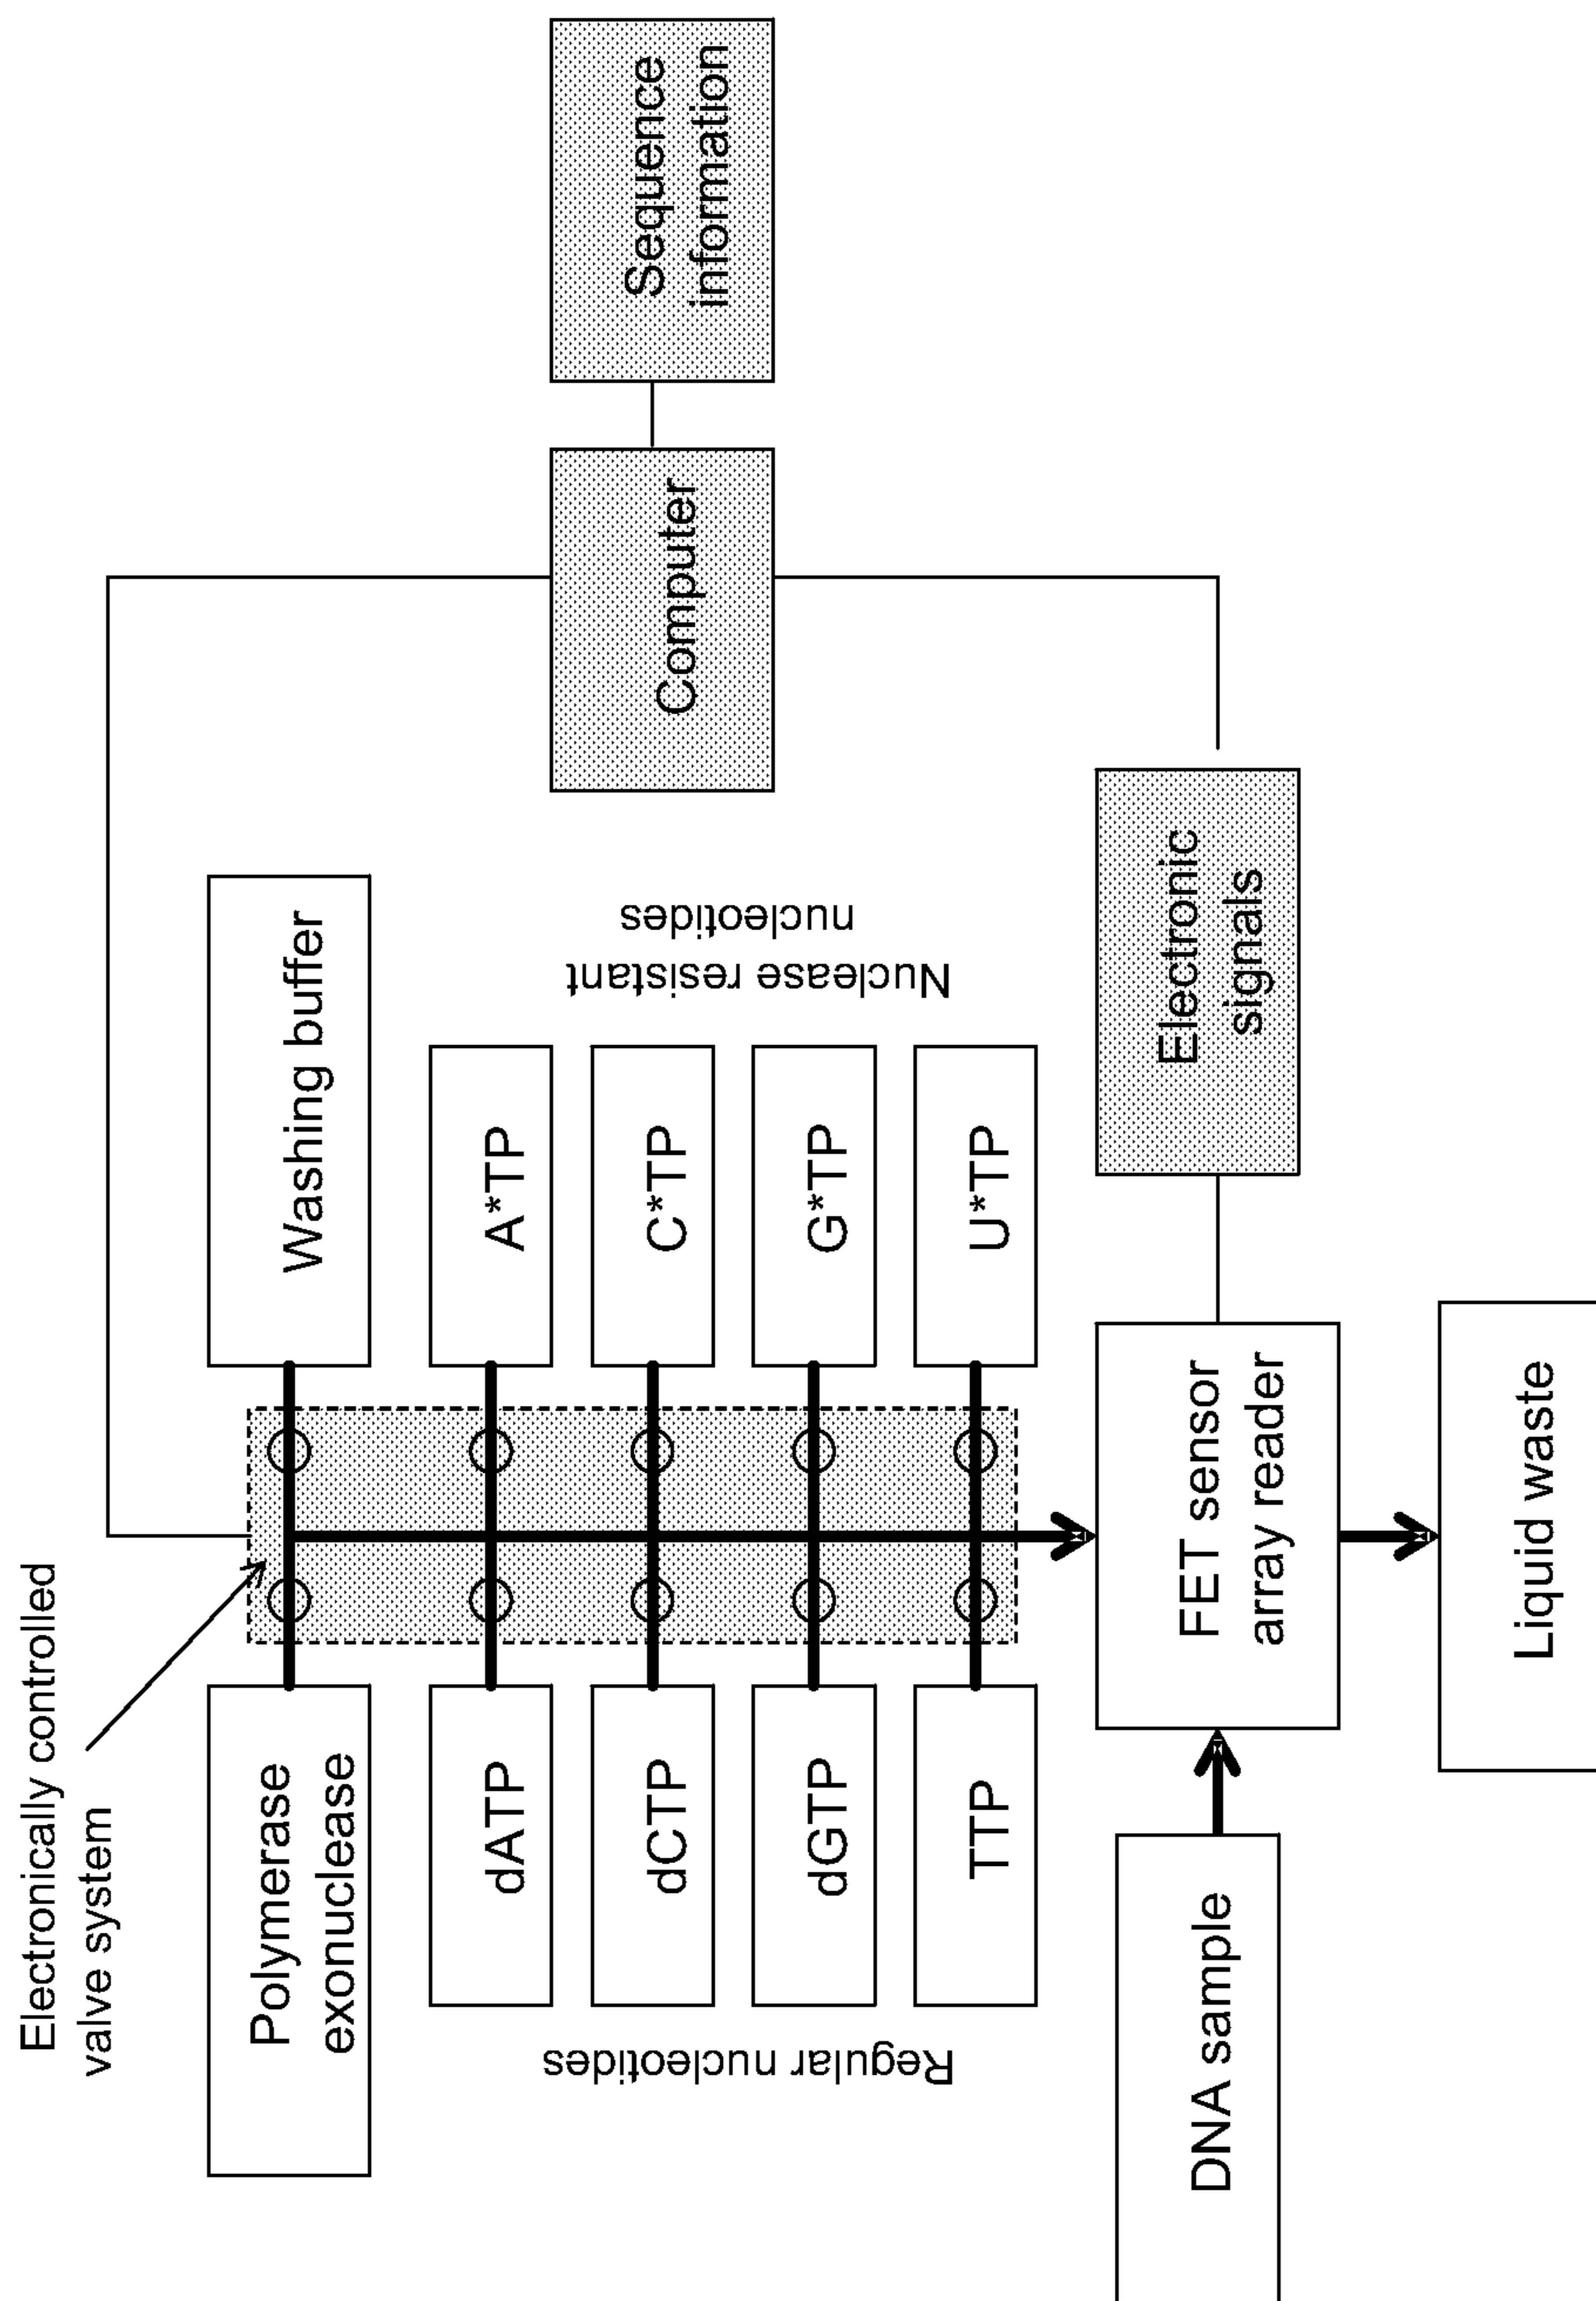 Electronically controlled
valve system
Polymerase
exonuclease
Washing buffer
dATP
A*TP
dCTP
C*TP
dGTP
G*TP
TTP
U*TP
Regular nucleotides
Nuclease resistant
nucleotides
DNA sample
FET sensor
array reader
Electronic
signals
Liquid waste
Computer
Sequence
information